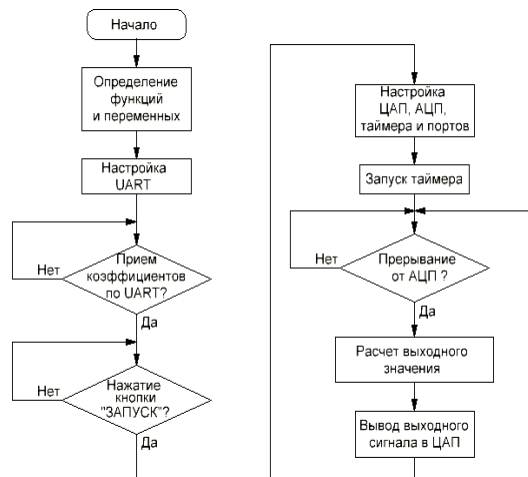 Начало
Определение
функций
и переменных
Настройка
UART
Прием
коэффициентов
по UART?
Нет
Да
Нажатие
кнопки
"ЗАПУСК"?
Нет
Да
Настройка
ЦАП, АЦП,
таймера и портов
Запуск таймера
Прерывание
от АЦП ?
Нет
Да
Расчет выходного
значения
Вывод выходного
сигнала в ЦАП